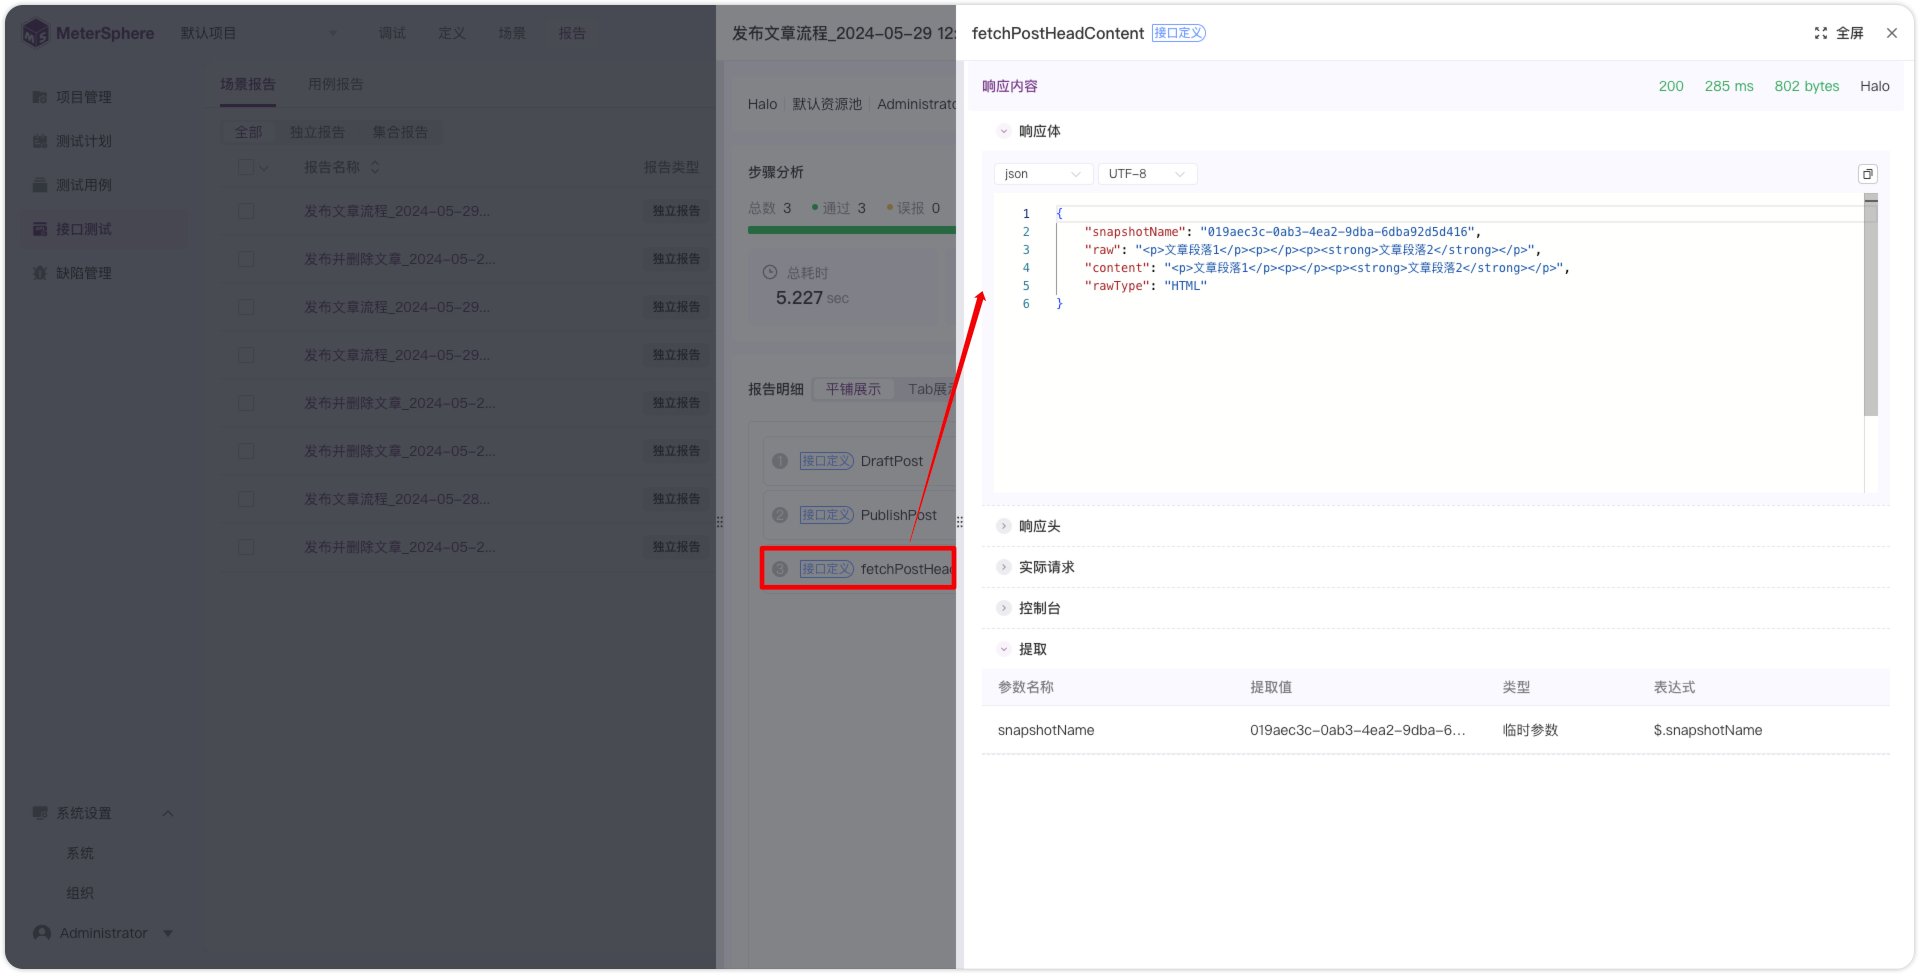 MeterSphere
默认项目
调试
定义
场景
报告
项目管理
测试计划
测试用例
接口测试
缺陷管理
系统设置
系统
组织
Administrator
场景报告
用例报告
全部
独立报告
集合报告
报告名称
报告类型
发布文章流程_2024-05-29...
独立报告
发布并删除文章_2024-05-2...
独立报告
发布文章流程_2024-05-29...
独立报告
发布文章流程_2024-05-29...
独立报告
发布并删除文章_2024-05-2...
独立报告
发布并删除文章_2024-05-2...
独立报告
发布文章流程_2024-05-28...
独立报告
发布并删除文章_2024-05-2...
独立报告
发布文章流程_2024-05-29 12:
Halo
默认资源池
Administrato
步骤分析
总数 3
通过 3
误报 0
总耗时
5.227 sec
报告明细
平铺展示
Tab展
1 接口定义 DraftPost
2 接口定义 PublishPost
3 接口定义 fetchPostHea
fetchPostHeadContent 接口定义
全屏
响应内容
200 285 ms 802 bytes Halo
响应体
json
UTF-8
1 {
2 "snapshotName": "019aec3c-0ab3-4ea2-9dba-6dba92d5d416",
3 "raw": "<p>文章段落1</p><p></p><p><strong>文章段落2</strong></p>",
4 "content": "<p>文章段落1</p><p></p><p><strong>文章段落2</strong></p>",
5 "rawType": "HTML"
6 }
响应头
实际请求
控制台
提取
参数名称 提取值 类型 表达式
snapshotName 019aec3c-0ab3-4ea2-9dba-6... 临时参数 $.snapshotName